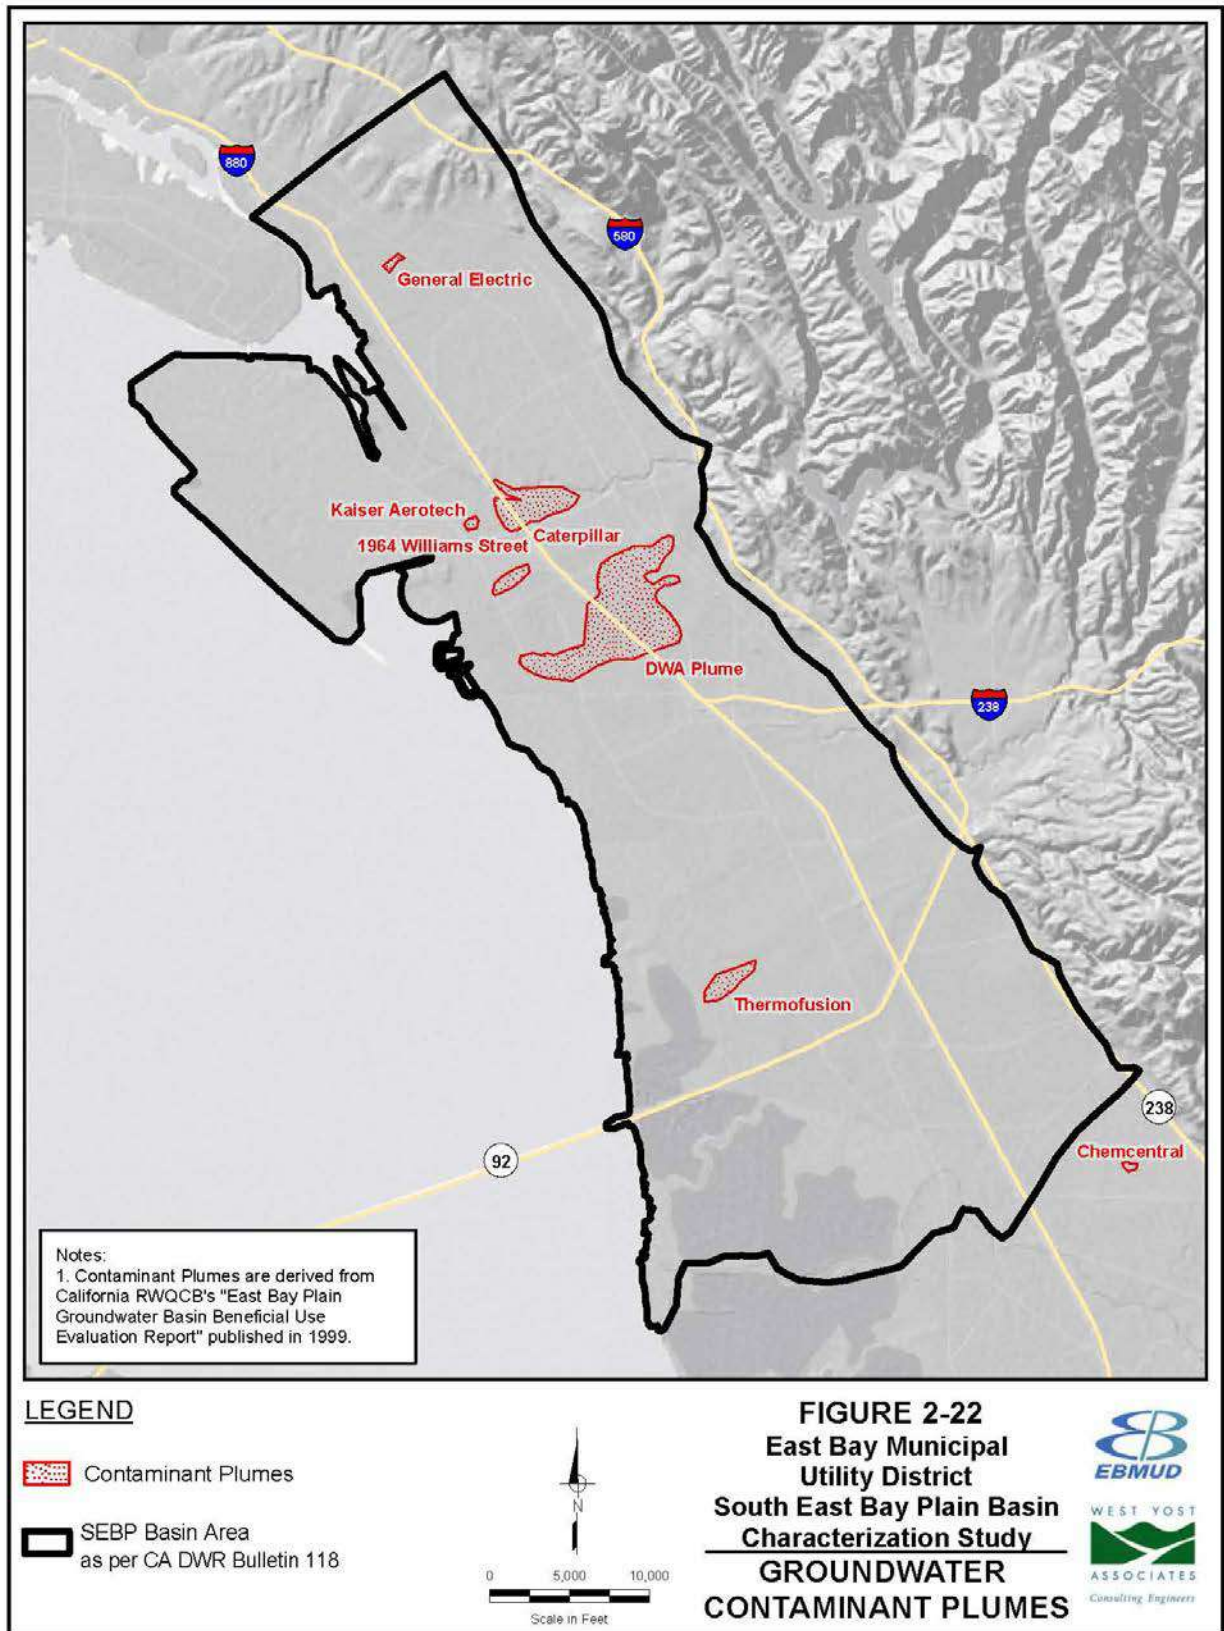 880
580
General Electric
Kaiser Aerotech
1964 Williams Street
Caterpillar
DWA Plume
238
Thermofusion
238
Chemcentral
92
Notes:
1. Contaminant Plumes are derived from
California RWQCB's "East Bay Plain
Groundwater Basin Beneficial Use
Evaluation Report" published in 1999.
LEGEND
Contaminant Plumes
SEBP Basin Area
as per CA DWR Bulletin 118
N
0 5,000 10,000
Scale in Feet
FIGURE 2-22
East Bay Municipal
Utility District
South East Bay Plain Basin
Characterization Study
GROUNDWATER
CONTAMINANT PLUMES
EBMUD
WEST YOST
ASSOCIATES
Consulting Engineers